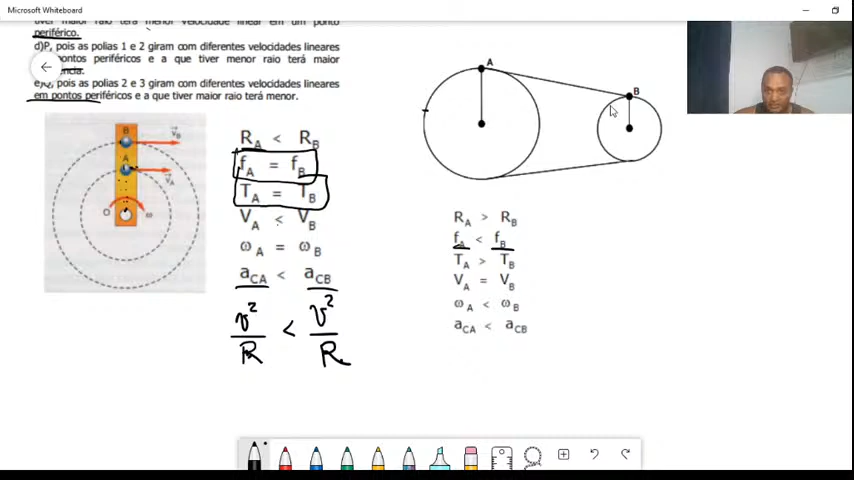 Microsoft Whiteboard
tiver maior raio terá menor velocidade linear em um ponto
periférico.
d)P, pois as polias 1 e 2 giram com diferentes velocidades lineares
pontos periféricos e a que tiver menor raio terá maior
pois as polias 2 e 3 giram com diferentes velocidades lineares
em pontos periféricos e a que tiver maior raio terá menor.
B
V_B
A
V_A
O
ω
R_A < R_B
f_A = f_B
T_A = T_B
V_A < V_B
ω_A = ω_B
a_CA < a_CB
v²/R < v²/R
A
B
R_A > R_B
f_A < f_B
T_A > T_B
V_A = V_B
ω_A < ω_B
a_CA < a_CB